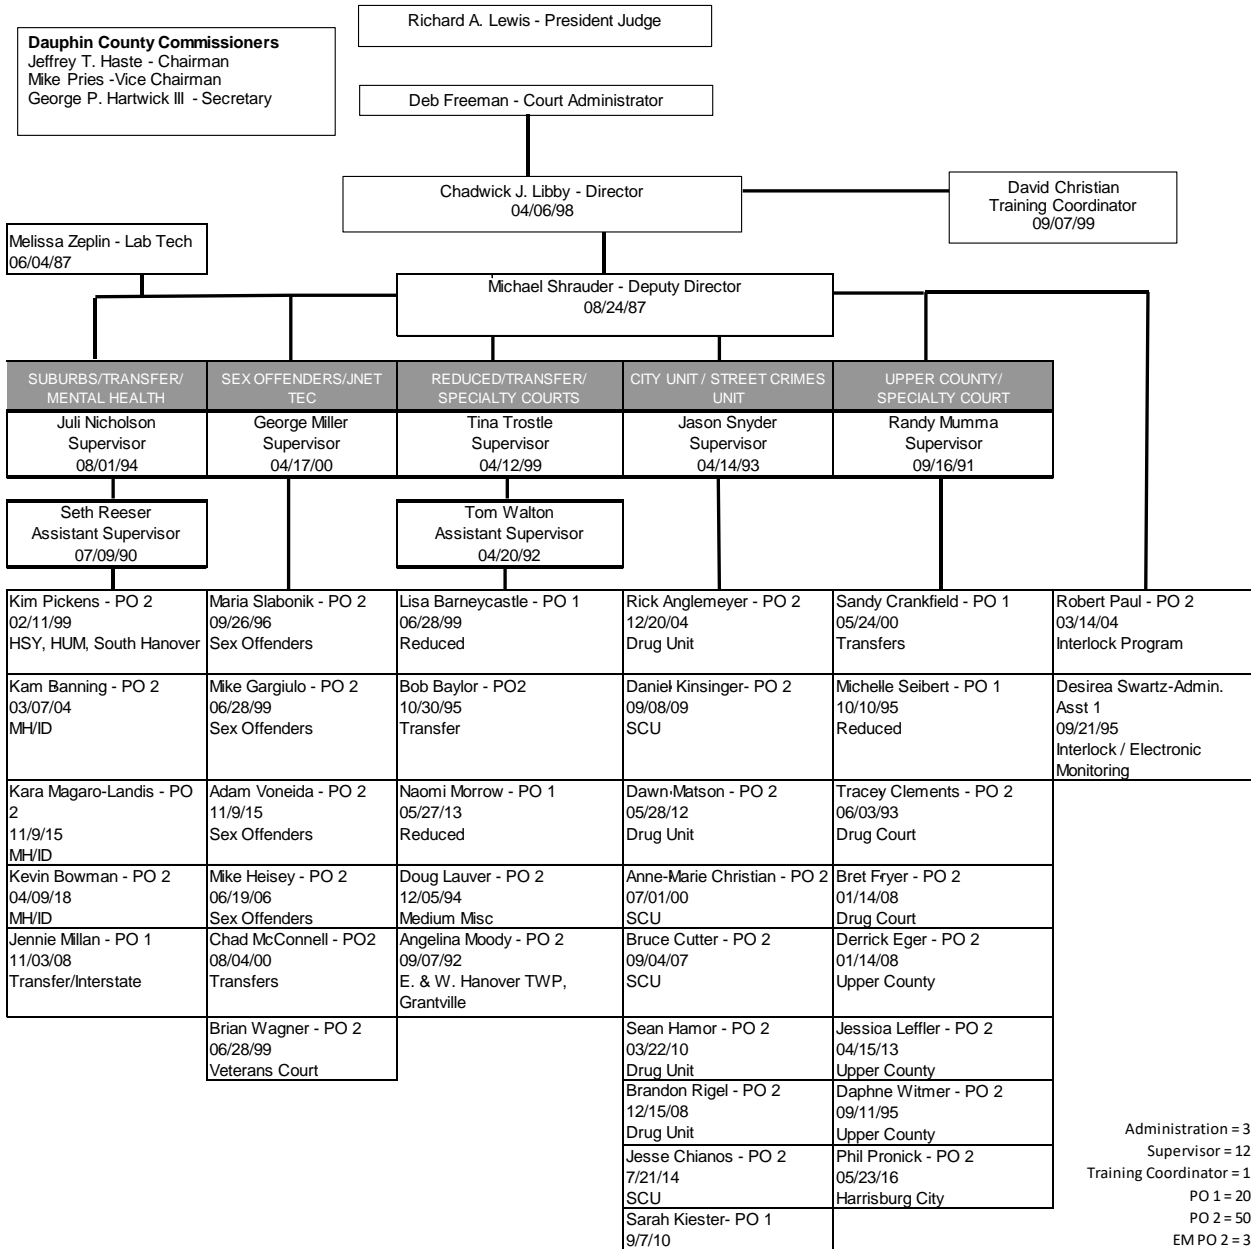 Richard A. Lewis - President Judge
Dauphin County Commissioners
Jeffrey T. Haste - Chairman
Mike Pries -Vice Chairman
George P. Hartwick III - Secretary
Deb Freeman - Court Administrator
Chadwick J. Libby - Director
04/06/98
David Christian
Training Coordinator
09/07/99
Melissa Zeplin - Lab Tech
06/04/87
Michael Shrauder - Deputy Director
08/24/87
SUBURBS/TRANSFER/
MENTAL HEALTH
Juli Nicholson
Supervisor
08/01/94
Seth Reeser
Assistant Supervisor
07/09/90
Kim Pickens - PO 2
02/11/99
HSY, HUM, South Hanover
Kam Banning - PO 2
03/07/04
MH/ID
Kara Magaro-Landis - PO
2
11/9/15
MH/ID
Kevin Bowman - PO 2
04/09/18
MH/ID
Jennie Millan - PO 1
11/03/08
Transfer/Interstate
SEX OFFENDERS/JNET
TEC
George Miller
Supervisor
04/17/00
Maria Slabonik - PO 2
09/26/96
Sex Offenders
Mike Gargiulo - PO 2
06/28/99
Sex Offenders
Adam Voneida - PO 2
11/9/15
Sex Offenders
Mike Heisey - PO 2
06/19/06
Sex Offenders
Chad McConnell - PO2
08/04/00
Transfers
Brian Wagner - PO 2
06/28/99
Veterans Court
REDUCED/TRANSFER/
SPECIALTY COURTS
Tina Trostle
Supervisor
04/12/99
Tom Walton
Assistant Supervisor
04/20/92
Lisa Barneycastle - PO 1
06/28/99
Reduced
Bob Baylor - PO2
10/30/95
Transfer
Naomi Morrow - PO 1
05/27/13
Reduced
Doug Lauver - PO 2
12/05/94
Medium Misc
Angelina Moody - PO 2
09/07/92
E. & W. Hanover TWP,
Grantville
CITY UNIT / STREET CRIMES
UNIT
Jason Snyder
Supervisor
04/14/93
Rick Anglemeyer - PO 2
12/20/04
Drug Unit
Daniel Kinsinger- PO 2
09/08/09
SCU
Dawn Matson - PO 2
05/28/12
Drug Unit
Anne-Marie Christian - PO 2
07/01/00
SCU
Bruce Cutter - PO 2
09/04/07
SCU
Sean Hamor - PO 2
03/22/10
Drug Unit
Brandon Rigel - PO 2
12/15/08
Drug Unit
Jesse Chianos - PO 2
7/21/14
SCU
Sarah Kiester- PO 1
9/7/10
UPPER COUNTY/
SPECIALTY COURT
Randy Mumma
Supervisor
09/16/91
Sandy Crankfield - PO 1
05/24/00
Transfers
Michelle Seibert - PO 1
10/10/95
Reduced
Tracey Clements - PO 2
06/03/93
Drug Court
Bret Fryer - PO 2
01/14/08
Drug Court
Derrick Eger - PO 2
01/14/08
Upper County
Jessica Leffler - PO 2
04/15/13
Upper County
Daphne Witmer - PO 2
09/11/95
Upper County
Phil Pronick - PO 2
05/23/16
Harrisburg City
Robert Paul - PO 2
03/14/04
Interlock Program
Desirea Swartz-Admin.
Asst 1
09/21/95
Interlock / Electronic
Monitoring
Administration = 3
Supervisor = 12
Training Coordinator = 1
PO 1 = 20
PO 2 = 50
EM PO 2 = 3